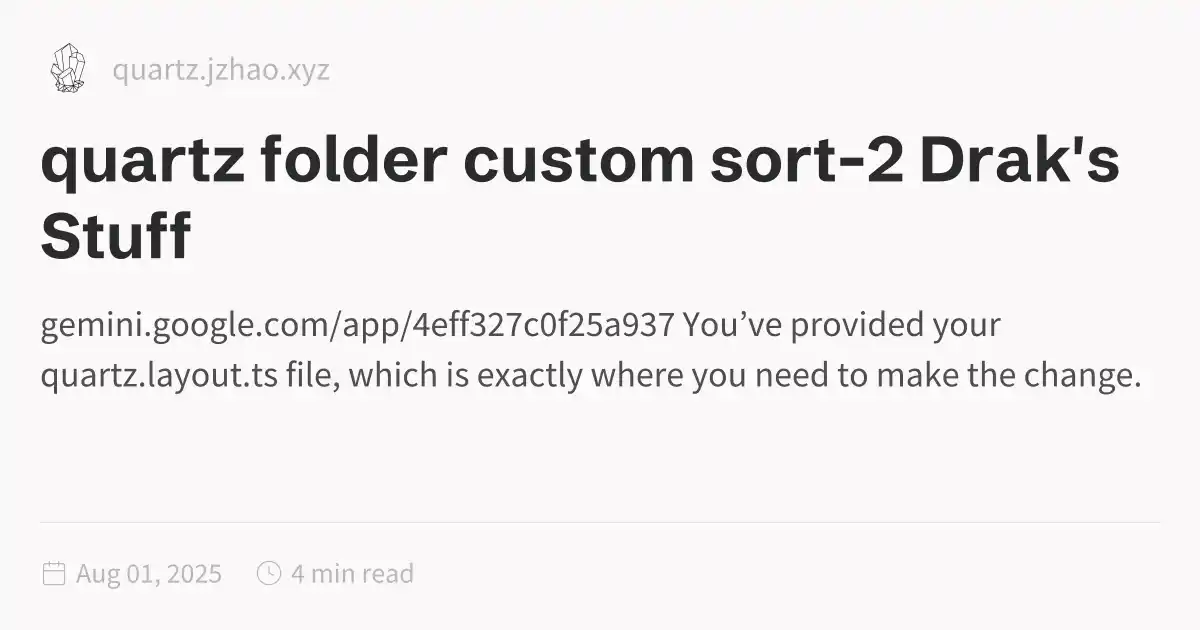 quartz.jzhao.xyz
quartz folder custom sort-2 Drak's
Stuff
gemini.google.com/app/4eff327c0f25a937 You’ve provided your
quartz.layout.ts file, which is exactly where you need to make the change.
Aug 01, 2025 4 min read